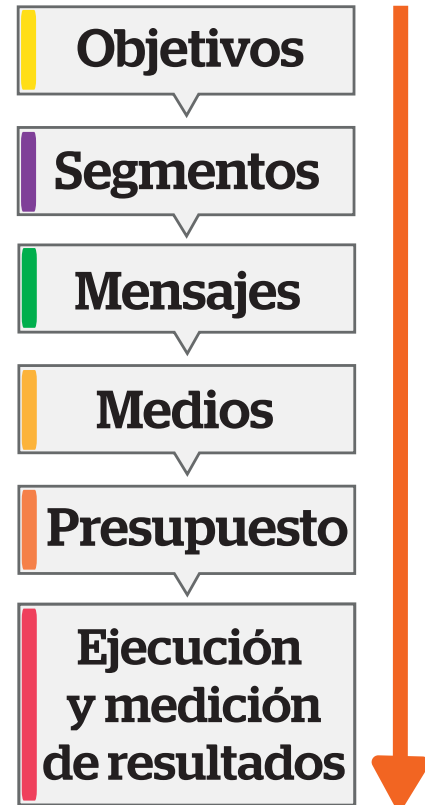 Objetivos
Segmentos
Mensajes
Medios
Presupuesto
Ejecución
y medición
de resultados